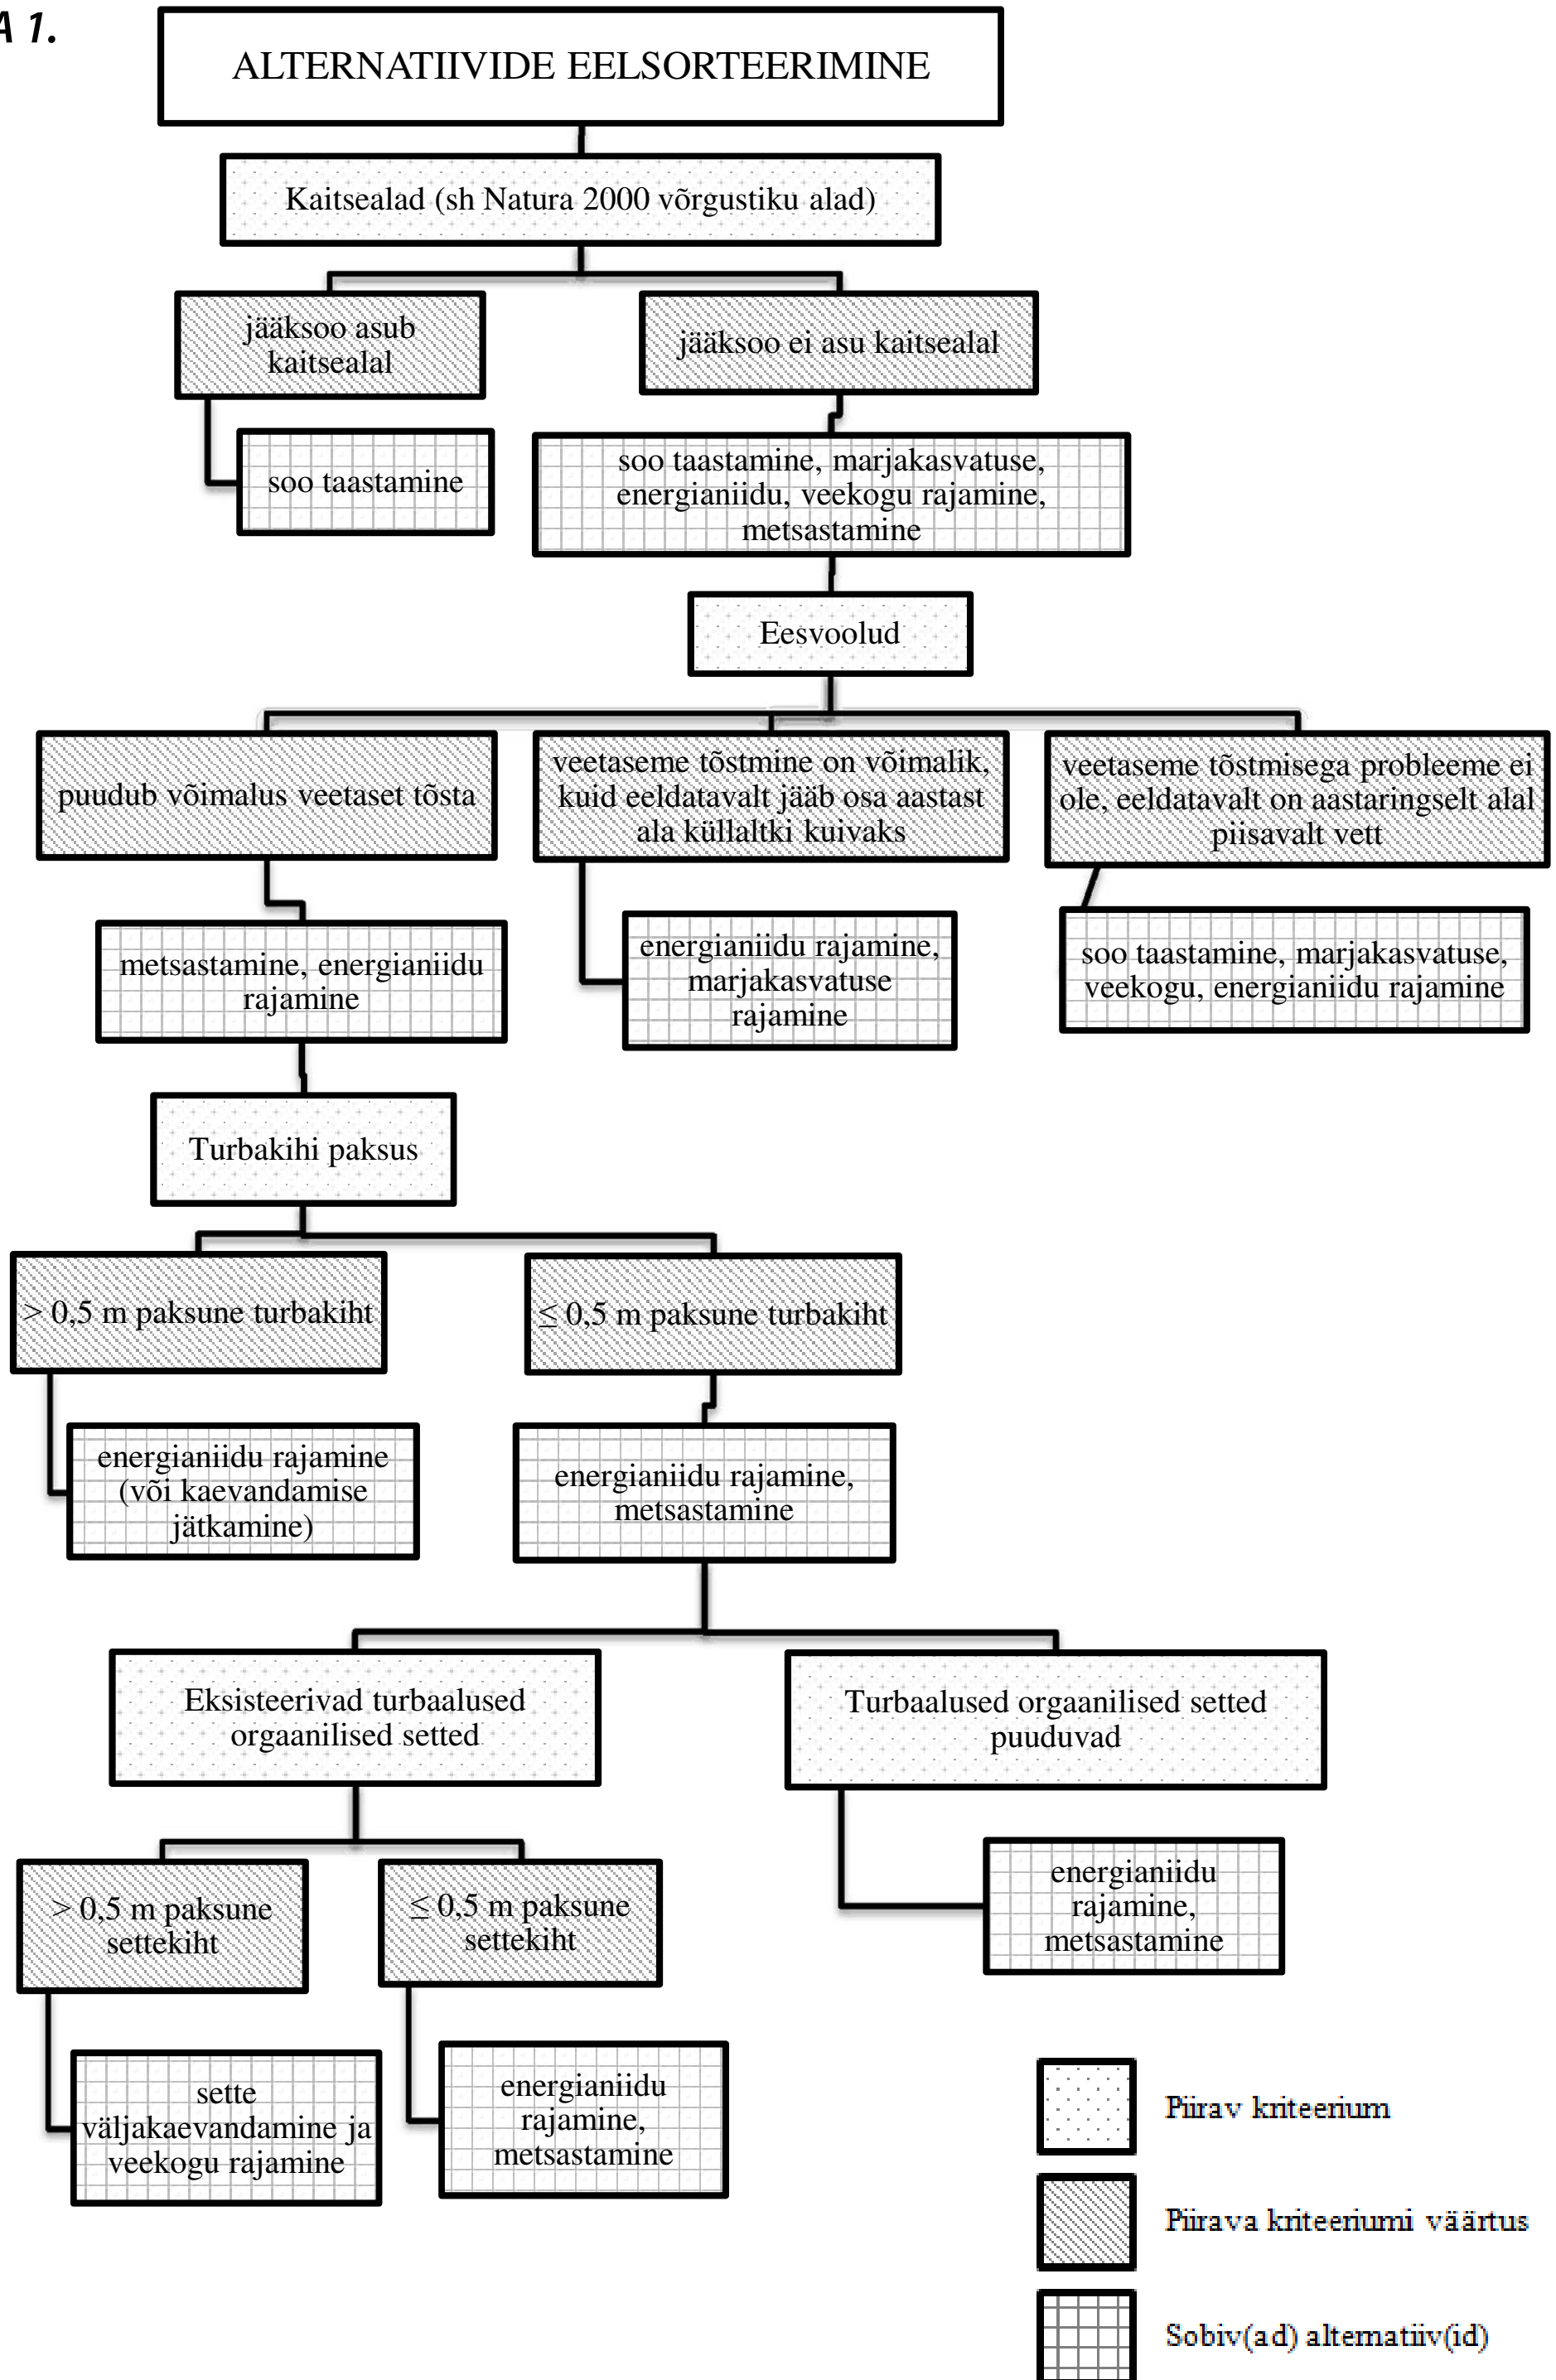 A 1.
ALTERNATIIVIDE EELSORTEERIMINE
Kaitsealad (sh Natura 2000 võrgustiku alad)
jääksoo asub
kaitsealal
jääksoo ei asu kaitsealal
soo taastamine
soo taastamine, marjakasvatuse,
energianiidu, veekogu rajamine,
metsastamine
Eesvoolud
puudub võimalus veetaset tõsta
veetaseme tõstmine on võimalik,
kuid eeldatavalt jääb osa aastast
ala küllaltki kuivaks
veetaseme tõstmisega probleeme ei
ole, eeldatavalt on aastaringselt alal
piisavalt vett
metsastamine, energianiidu
rajamine
energianiidu rajamine,
marjakasvatuse
rajamine
soo taastamine, marjakasvatuse,
veekogu, energianiidu rajamine
Turbakihi paksus
> 0,5 m paksune turbakiht
≤ 0,5 m paksune turbakiht
energianiidu rajamine
(või kaevandamise
jätkamine)
energianiidu rajamine,
metsastamine
Eksisteerivad turbaalused
orgaanilised setted
Turbaalused orgaanilised setted
puuduvad
> 0,5 m paksune
settekiht
≤ 0,5 m paksune
settekiht
energianiidu
rajamine,
metsastamine
sette
väljakaevandamine ja
veekogu rajamine
energianiidu
rajamine,
metsastamine
Piirav kriteerium
Piirava kriteeriumi väärtus
Sobiv(ad) alternatiiv(id)